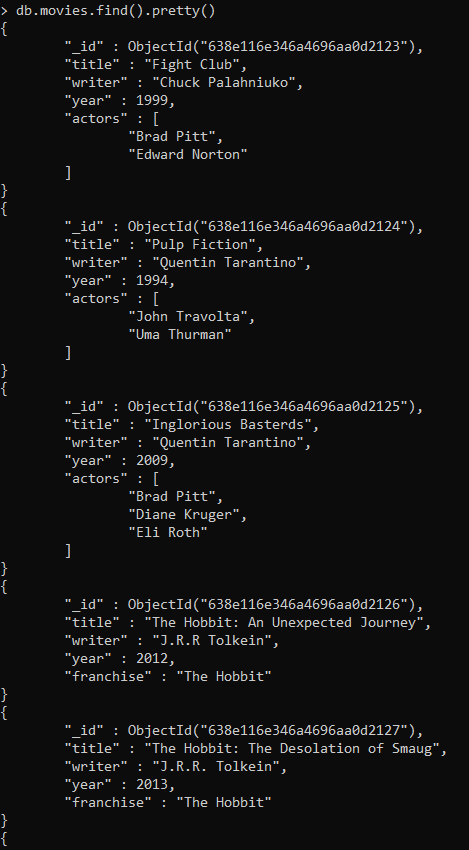 > db.movies.find().pretty()
{
        "_id" : ObjectId("638e116e346a4696aa0d2123"),
        "title" : "Fight Club",
        "writer" : "Chuck Palahniuko",
        "year" : 1999,
        "actors" : [
                "Brad Pitt",
                "Edward Norton"
        ]
}
{
        "_id" : ObjectId("638e116e346a4696aa0d2124"),
        "title" : "Pulp Fiction",
        "writer" : "Quentin Tarantino",
        "year" : 1994,
        "actors" : [
                "John Travolta",
                "Uma Thurman"
        ]
}
{
        "_id" : ObjectId("638e116e346a4696aa0d2125"),
        "title" : "Inglorious Basterds",
        "writer" : "Quentin Tarantino",
        "year" : 2009,
        "actors" : [
                "Brad Pitt",
                "Diane Kruger",
                "Eli Roth"
        ]
}
{
        "_id" : ObjectId("638e116e346a4696aa0d2126"),
        "title" : "The Hobbit: An Unexpected Journey",
        "writer" : "J.R.R Tolkein",
        "year" : 2012,
        "franchise" : "The Hobbit"
}
{
        "_id" : ObjectId("638e116e346a4696aa0d2127"),
        "title" : "The Hobbit: The Desolation of Smaug",
        "writer" : "J.R.R. Tolkein",
        "year" : 2013,
        "franchise" : "The Hobbit"
}
{